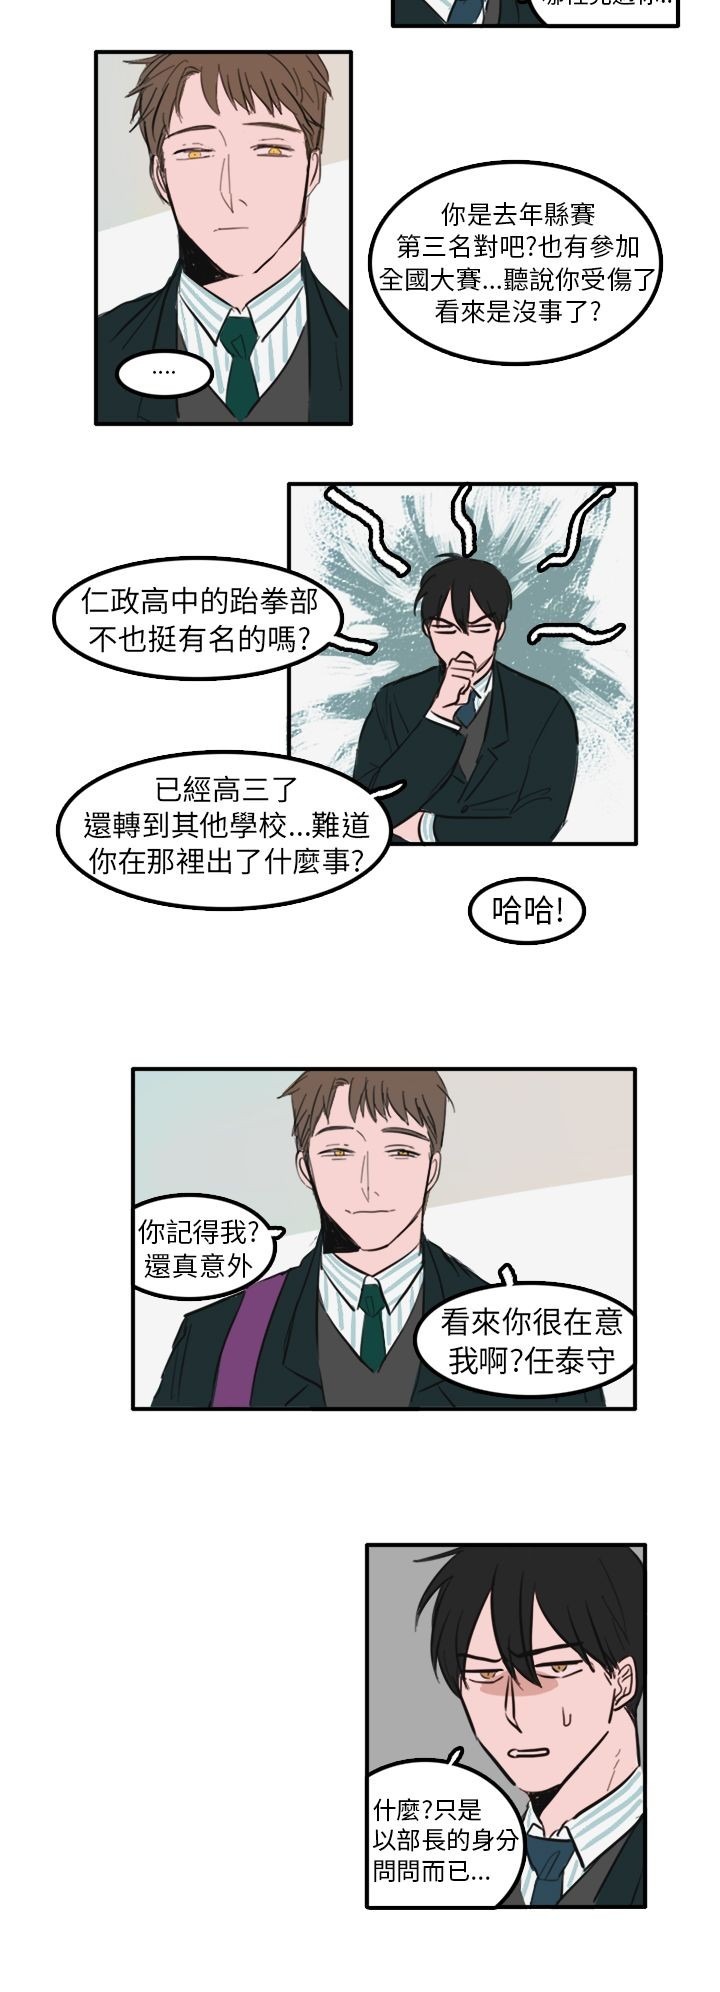 你是去年縣賽
第三名對吧?也有參加
全國大賽...聽說你受傷了
看來是沒事了?
....
仁政高中的跆拳部
不也挺有名的嗎?
已經高三了
還轉到其他學校...難道
你在那裡出了什麼事?
哈哈!
你記得我?
還真意外
看來你很在意
我啊?任泰守
什麼?只是
以部長的身分
問問而已...